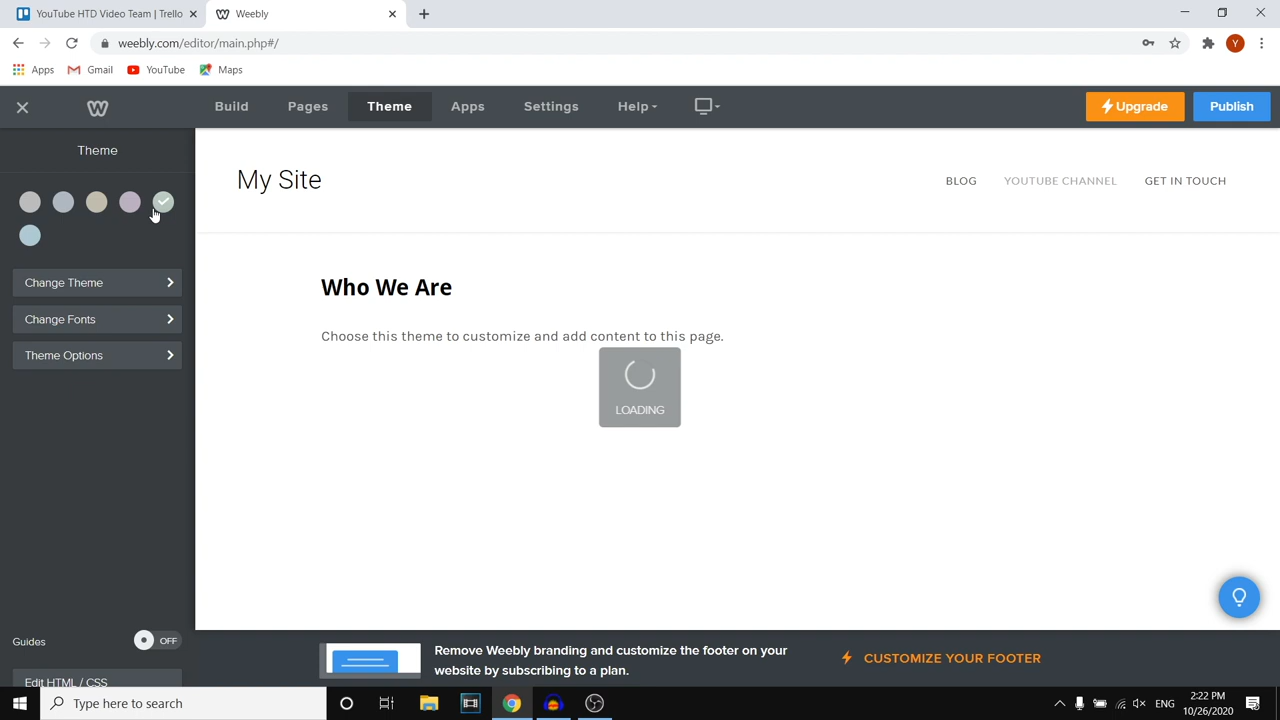 YouTube HTD Video Team | Trello
Weebly
weebly.com/editor/main.php#/
Y
Apps
Gmail
YouTube
Maps
Build
Pages
Theme
Apps
Settings
Help
Upgrade
Publish
Theme
My Site
BLOG
YOUTUBE CHANNEL
GET IN TOUCH
Change Theme
Change Fonts
Theme Options
Who We Are
Choose this theme to customize and add content to this page.
LOADING
Guides
OFF
Edit HTML / CSS
Remove Weebly branding and customize the footer on your
website by subscribing to a plan.
CUSTOMIZE YOUR FOOTER
Type here to search
ENG
2:22 PM
10/26/2020